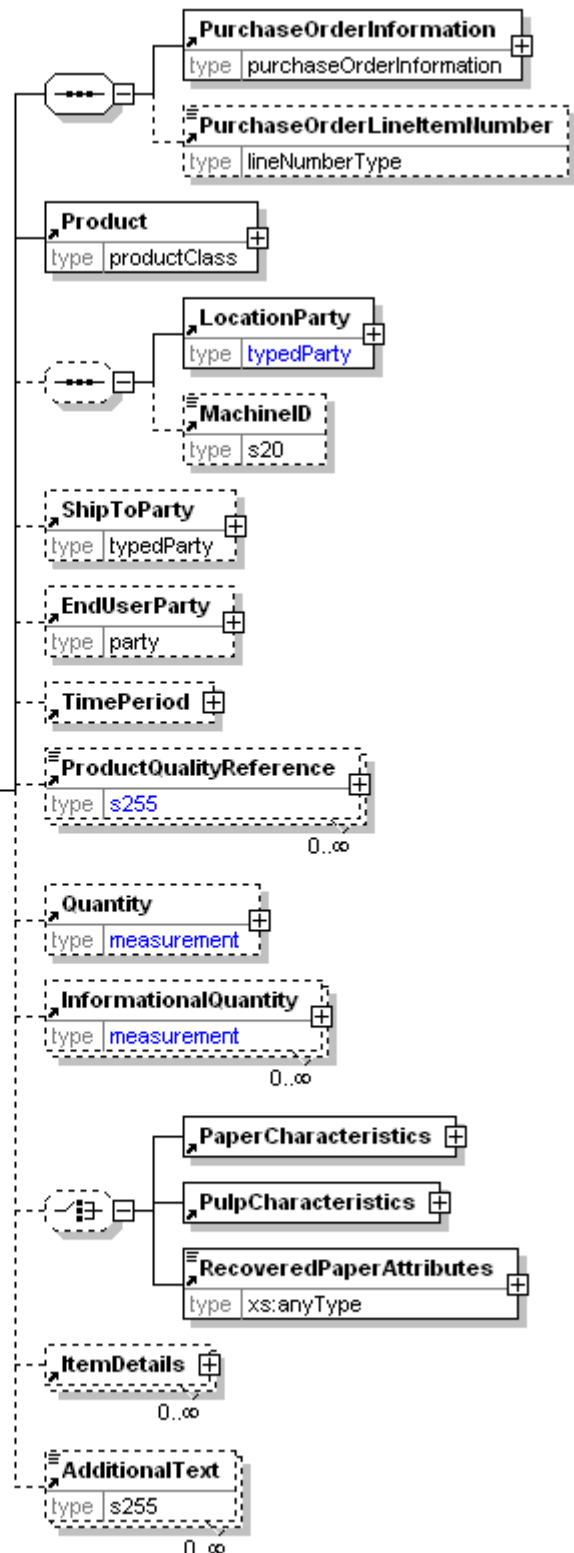 PurchaseOrderInformation
type purchaseOrderInformation
PurchaseOrderLineItemNumber
type lineNumberType
Product
type productClass
LocationParty
type typedParty
MachineID
type s20
ShipToParty
type typedParty
EndUserParty
type party
TimePeriod
ProductQualityReference
type s255
0..∞
Quantity
type measurement
InformationalQuantity
type measurement
0..∞
PaperCharacteristics
PulpCharacteristics
RecoveredPaperAttributes
type xs:anyType
ItemDetails
0..∞
AdditionalText
type s255
0..∞